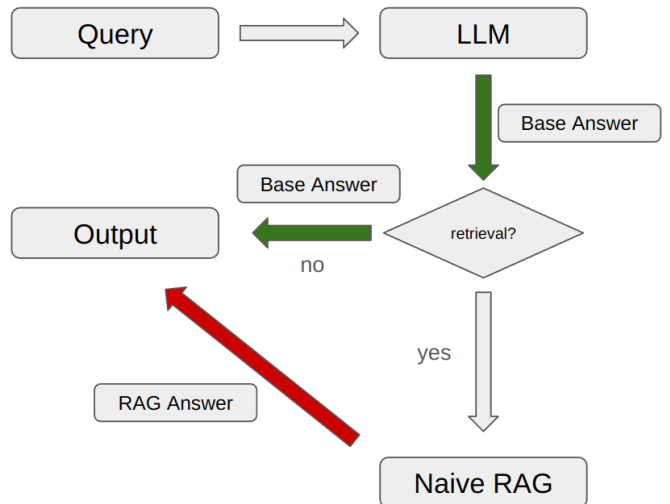 Query
LLM
Base Answer
Base Answer
Output
retrieval?
no
yes
RAG Answer
Naive RAG